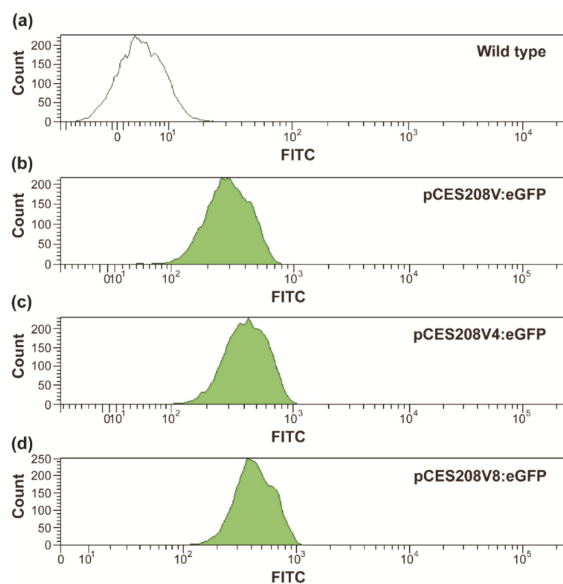 (a)
Wild type
Count
200
150
100
50
0
0 10¹ 10² 10³ 10⁴
FITC
(b)
pCES208V:eGFP
Count
200
150
100
50
0
010¹ 10² 10³ 10⁴ 10⁵
FITC
(c)
pCES208V4:eGFP
Count
200
150
100
50
0
010¹ 10² 10³ 10⁴ 10⁵
FITC
(d)
pCES208V8:eGFP
Count
250
200
150
100
50
0
0 10¹ 10² 10³ 10⁴ 10⁵
FITC